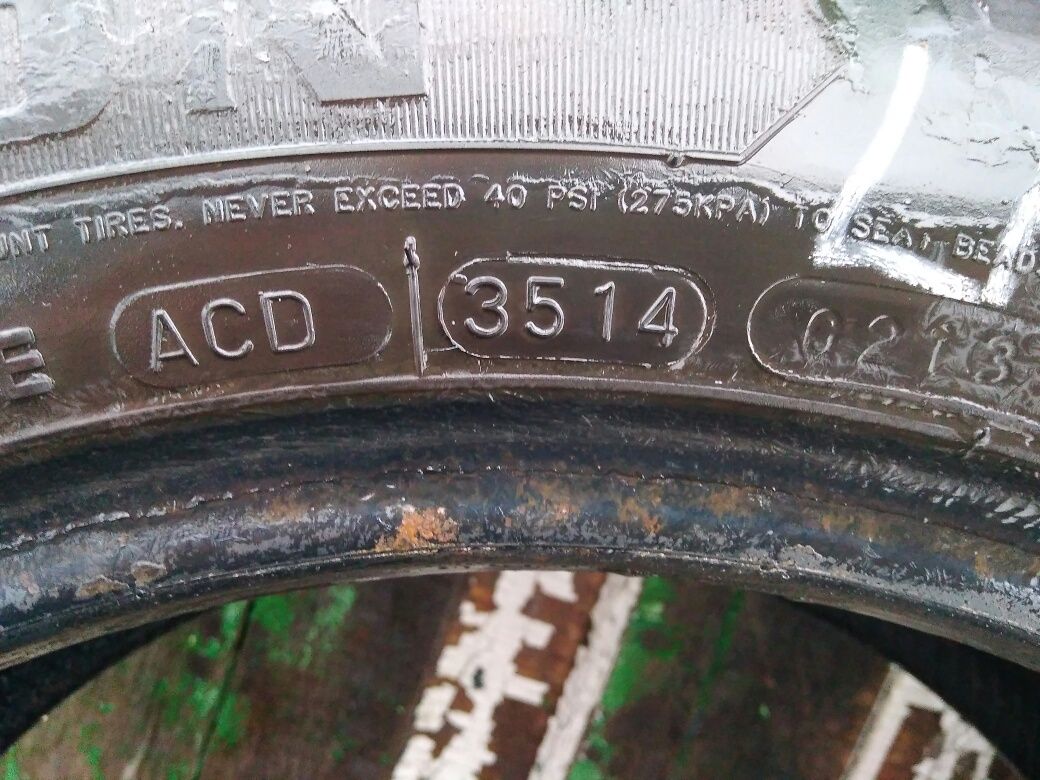 UNT TIRES. NEVER EXCEED 40 PSI (275KPA) TO SEAT BEAD.
E ACD 3514